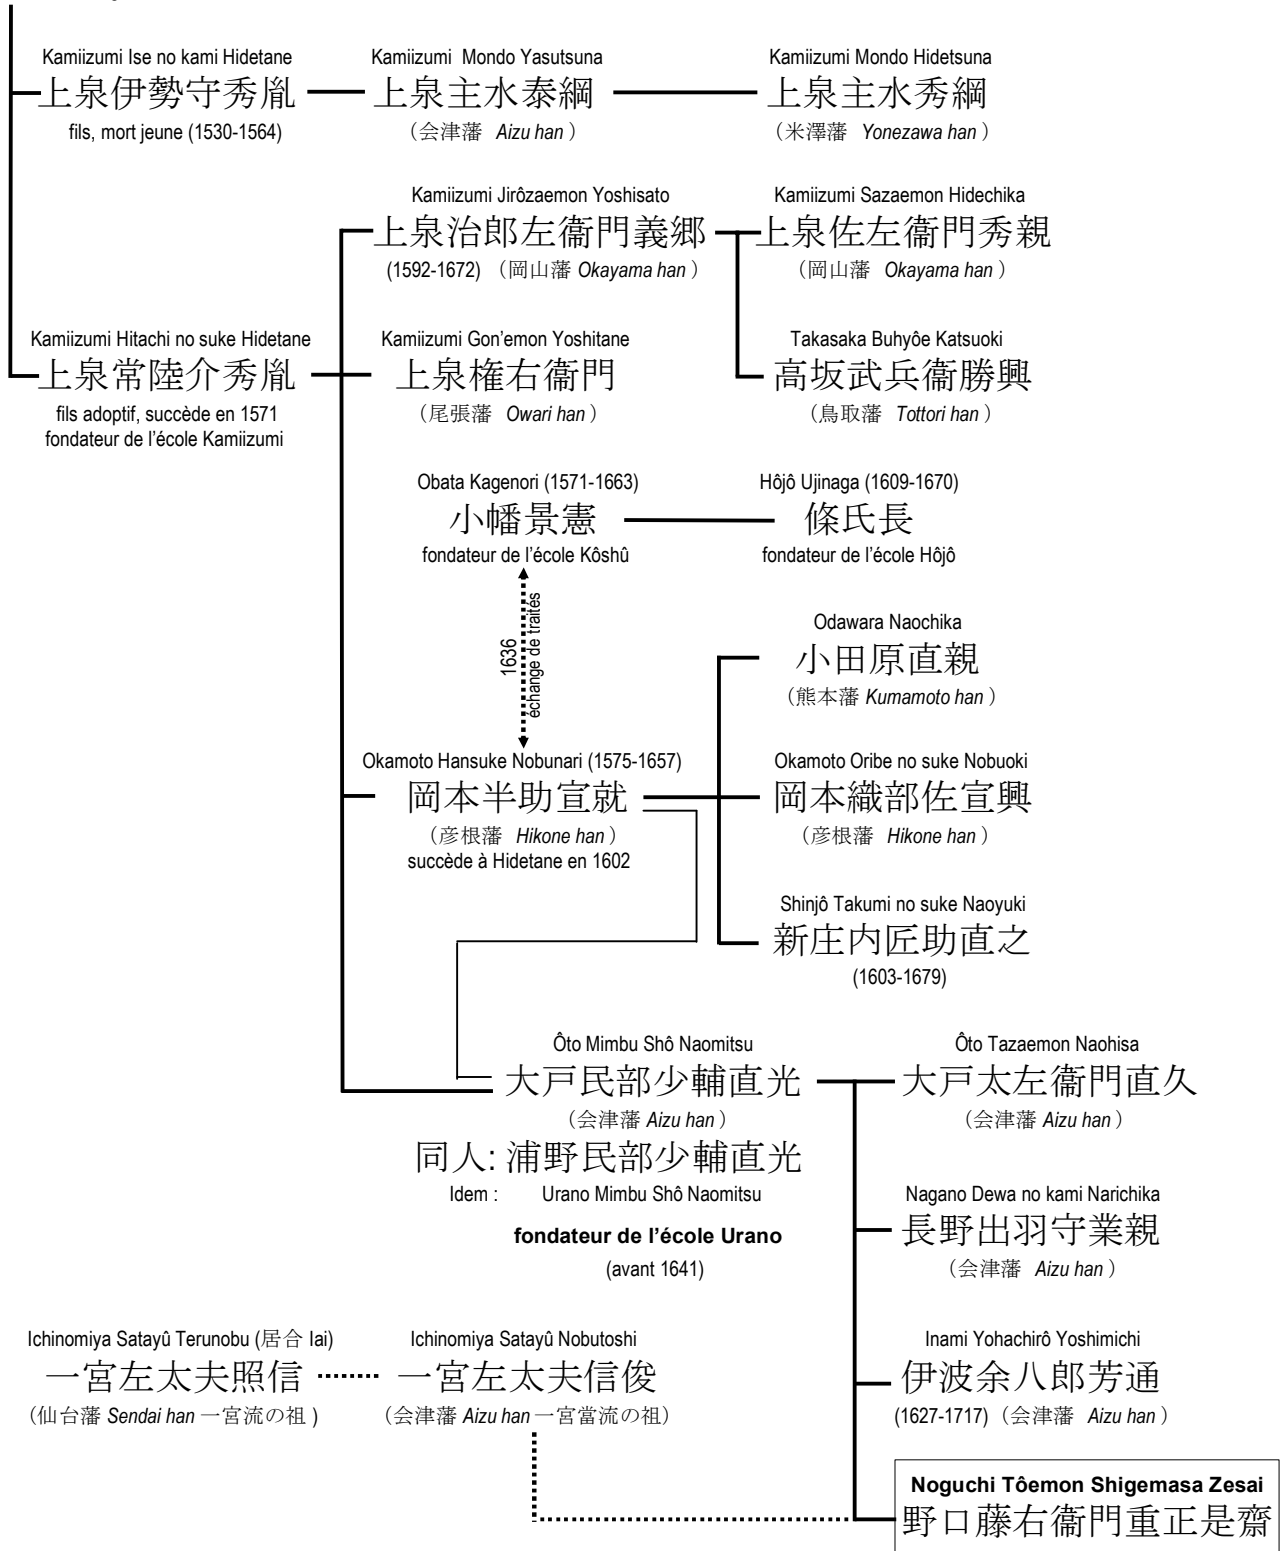 Kamiizumi Ise no kami Hidetane
上泉伊勢守秀胤
fils, mort jeune (1530-1564)
Kamiizumi Mondo Yasutsuna
上泉主水泰綱
（会津藩 Aizu han）
Kamiizumi Mondo Hidetsuna
上泉主水秀綱
（米澤藩 Yonezawa han）
Kamiizumi Jirôzaemon Yoshisato
上泉治郎左衞門義郷
(1592-1672) （岡山藩 Okayama han）
Kamiizumi Sazaemon Hidechika
上泉佐左衞門秀親
（岡山藩 Okayama han）
Kamiizumi Hitachi no suke Hidetane
上泉常陸介秀胤
fils adoptif, succède en 1571
fondateur de l’école Kamiizumi
Kamiizumi Gon’emon Yoshitane
上泉権右衞門
（尾張藩 Owari han）
Takasaka Buhyôe Katsuoki
高坂武兵衞勝興
（鳥取藩 Tottori han）
Obata Kagenori (1571-1663)
小幡景憲
fondateur de l’école Kôshû
Hôjô Ujinaga (1609-1670)
條氏長
fondateur de l’école Hôjô
1636
échange de traités
Odawara Naochika
小田原直親
（熊本藩 Kumamoto han）
Okamoto Hansuke Nobunari (1575-1657)
岡本半助宣就
（彦根藩 Hikone han）
succède à Hidetane en 1602
Okamoto Oribe no suke Nobuoki
岡本織部佐宣興
（彦根藩 Hikone han）
Shinjô Takumi no suke Naoyuki
新庄内匠助直之
(1603-1679)
Ôto Mimbu Shô Naomitsu
大戸民部少輔直光
（会津藩 Aizu han）
同人: 浦野民部少輔直光
Idem : Urano Mimbu Shô Naomitsu
fondateur de l’école Urano
(avant 1641)
Ôto Tazaemon Naohisa
大戸太左衞門直久
（会津藩 Aizu han）
Nagano Dewa no kami Narichika
長野出羽守業親
（会津藩 Aizu han）
Ichinomiya Satayû Terunobu (居合 Iai)
一宮左太夫照信
（仙台藩 Sendai han 一宮流の祖）
Ichinomiya Satayû Nobutoshi
一宮左太夫信俊
（会津藩 Aizu han 一宮當流の祖）
Inami Yohachirô Yoshimichi
伊波余八郎芳通
(1627-1717)（会津藩 Aizu han）
Noguchi Tôemon Shigemasa Zesai
野口藤右衞門重正是齋